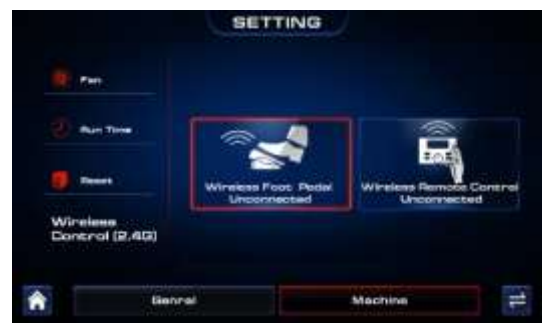 SETTING
Fan
Run Time
Reset
Wireless
Control (2.4G)
Wireless Foot Pedal
Unconnected
Wireless Remote Control
Unconnected
Genral
Machine